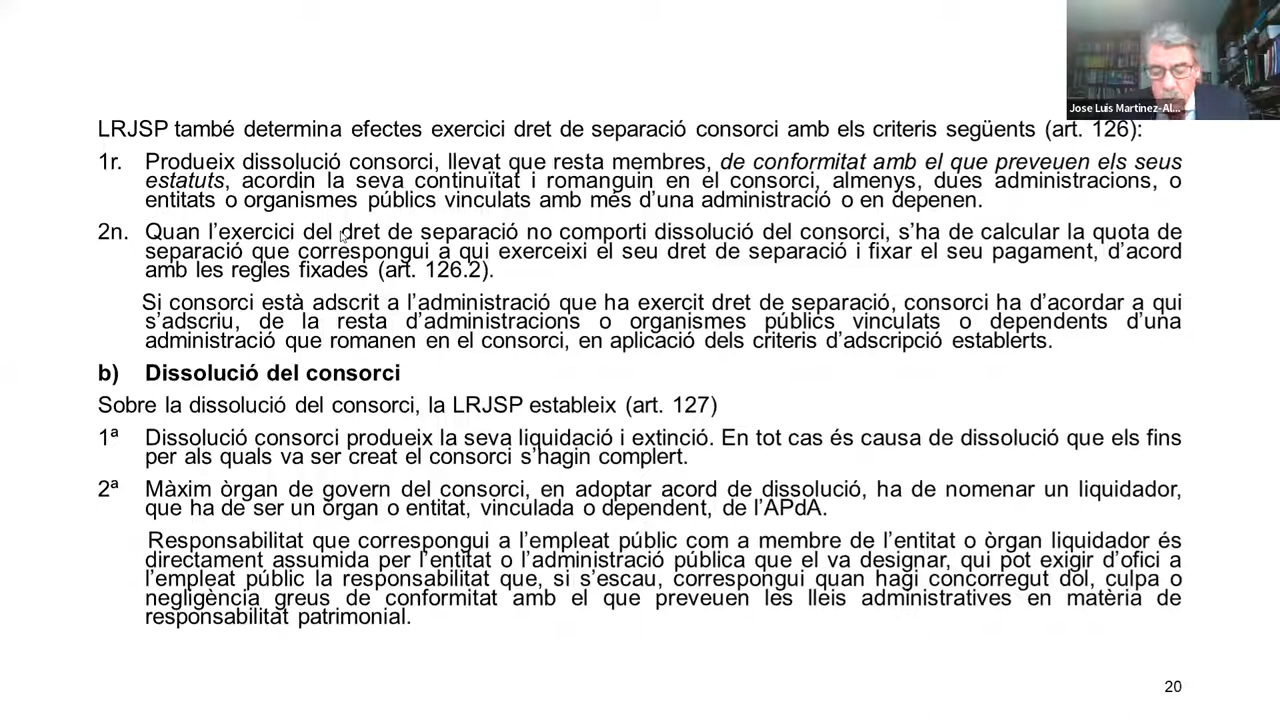 Jose Luis Martinez-Al...
LRJSP també determina efectes exercici dret de separació consorci amb els criteris següents (art. 126):
1r. Produeix dissolució consorci, llevat que resta membres, de conformitat amb el que preveuen els seus
estatuts, acordin la seva continuïtat i romanguin en el consorci, almenys, dues administracions, o
entitats o organismes públics vinculats amb més d’una administració o en depenen.
2n. Quan l’exercici del dret de separació no comporti dissolució del consorci, s’ha de calcular la quota de
separació que correspongui a qui exerceixi el seu dret de separació i fixar el seu pagament, d’acord
amb les regles fixades (art. 126.2).
Si consorci està adscrit a l’administració que ha exercit dret de separació, consorci ha d’acordar a qui
s’adscriu, de la resta d’administracions o organismes públics vinculats o dependents d’una
administració que romanen en el consorci, en aplicació dels criteris d’adscripció establerts.
b) Dissolució del consorci
Sobre la dissolució del consorci, la LRJSP estableix (art. 127)
1ª Dissolució consorci produeix la seva liquidació i extinció. En tot cas és causa de dissolució que els fins
per als quals va ser creat el consorci s’hagin complert.
2ª Màxim òrgan de govern del consorci, en adoptar acord de dissolució, ha de nomenar un liquidador,
que ha de ser un òrgan o entitat, vinculada o dependent, de l’APdA.
Responsabilitat que correspongui a l’empleat públic com a membre de l’entitat o òrgan liquidador és
directament assumida per l’entitat o l’administració pública que el va designar, qui pot exigir d’ofici a
l’empleat públic la responsabilitat que, si s’escau, correspongui quan hagi concorregut dol, culpa o
negligència greus de conformitat amb el que preveuen les lleis administratives en matèria de
responsabilitat patrimonial.
20